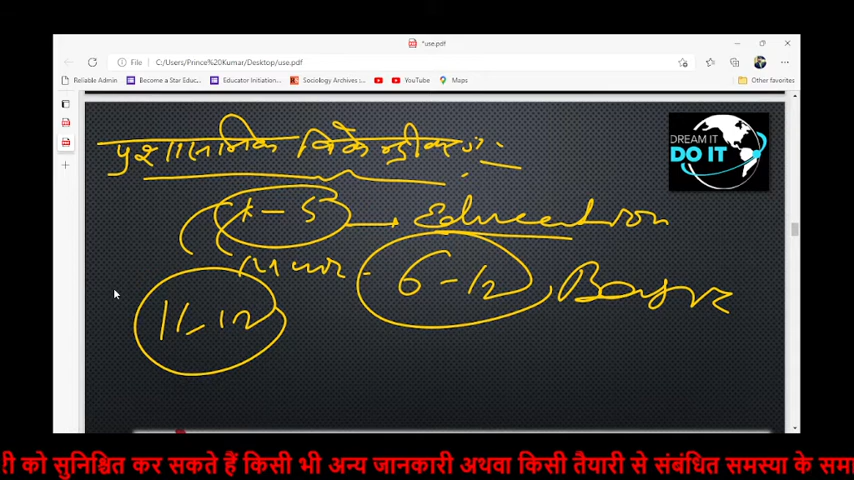 *use.pdf
File C:/Users/Prince%20Kumar/Desktop/use.pdf
Reliable Admin Become a Star Educ... Educator Initiation... Sociology Archives :... YouTube Maps Other favorites
प्रशासनिक विकेन्द्रीकरण :-
DREAM IT
DO IT
1-5 → Education
6-12,
11-12
री को सुनिश्चित कर सकते हैं किसी भी अन्य जानकारी अथवा किसी तैयारी से संबंधित समस्या के समा